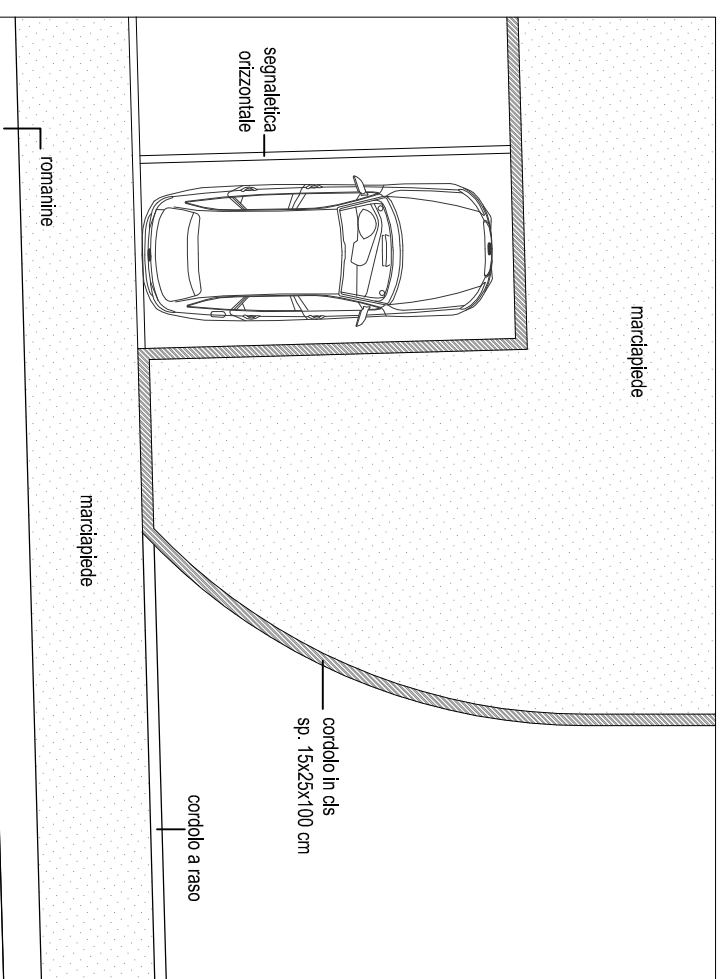 segnaletica
orizzontale
romanine
marciapiede
marciapiede
cordolo in cls
sp. 15x25x100 cm
cordolo a raso